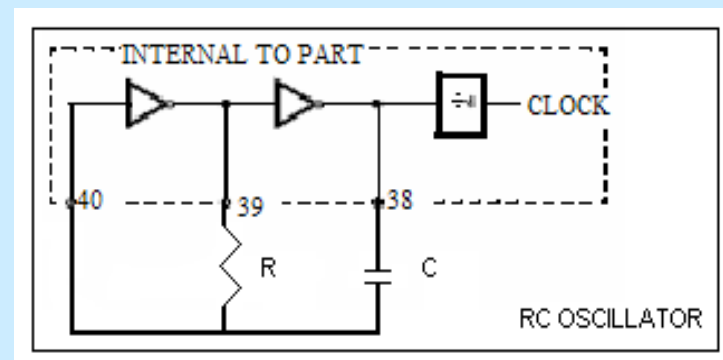 INTERNAL TO PART
CLOCK
40
39
38
R
C
RC OSCILLATOR